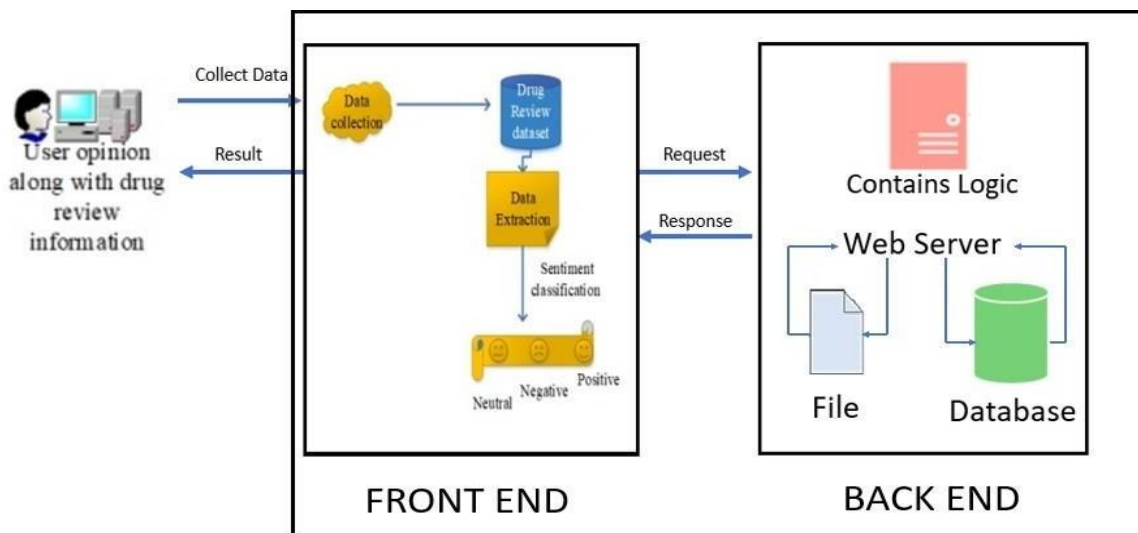 Collect Data
Result
User opinion
along with drug
review
information
Data
collection
Drug
Review
dataset
Data
Extraction
Sentiment
classification
Neutral
Negative
Positive
FRONT END
Request
Response
Contains Logic
Web Server
File
Database
BACK END